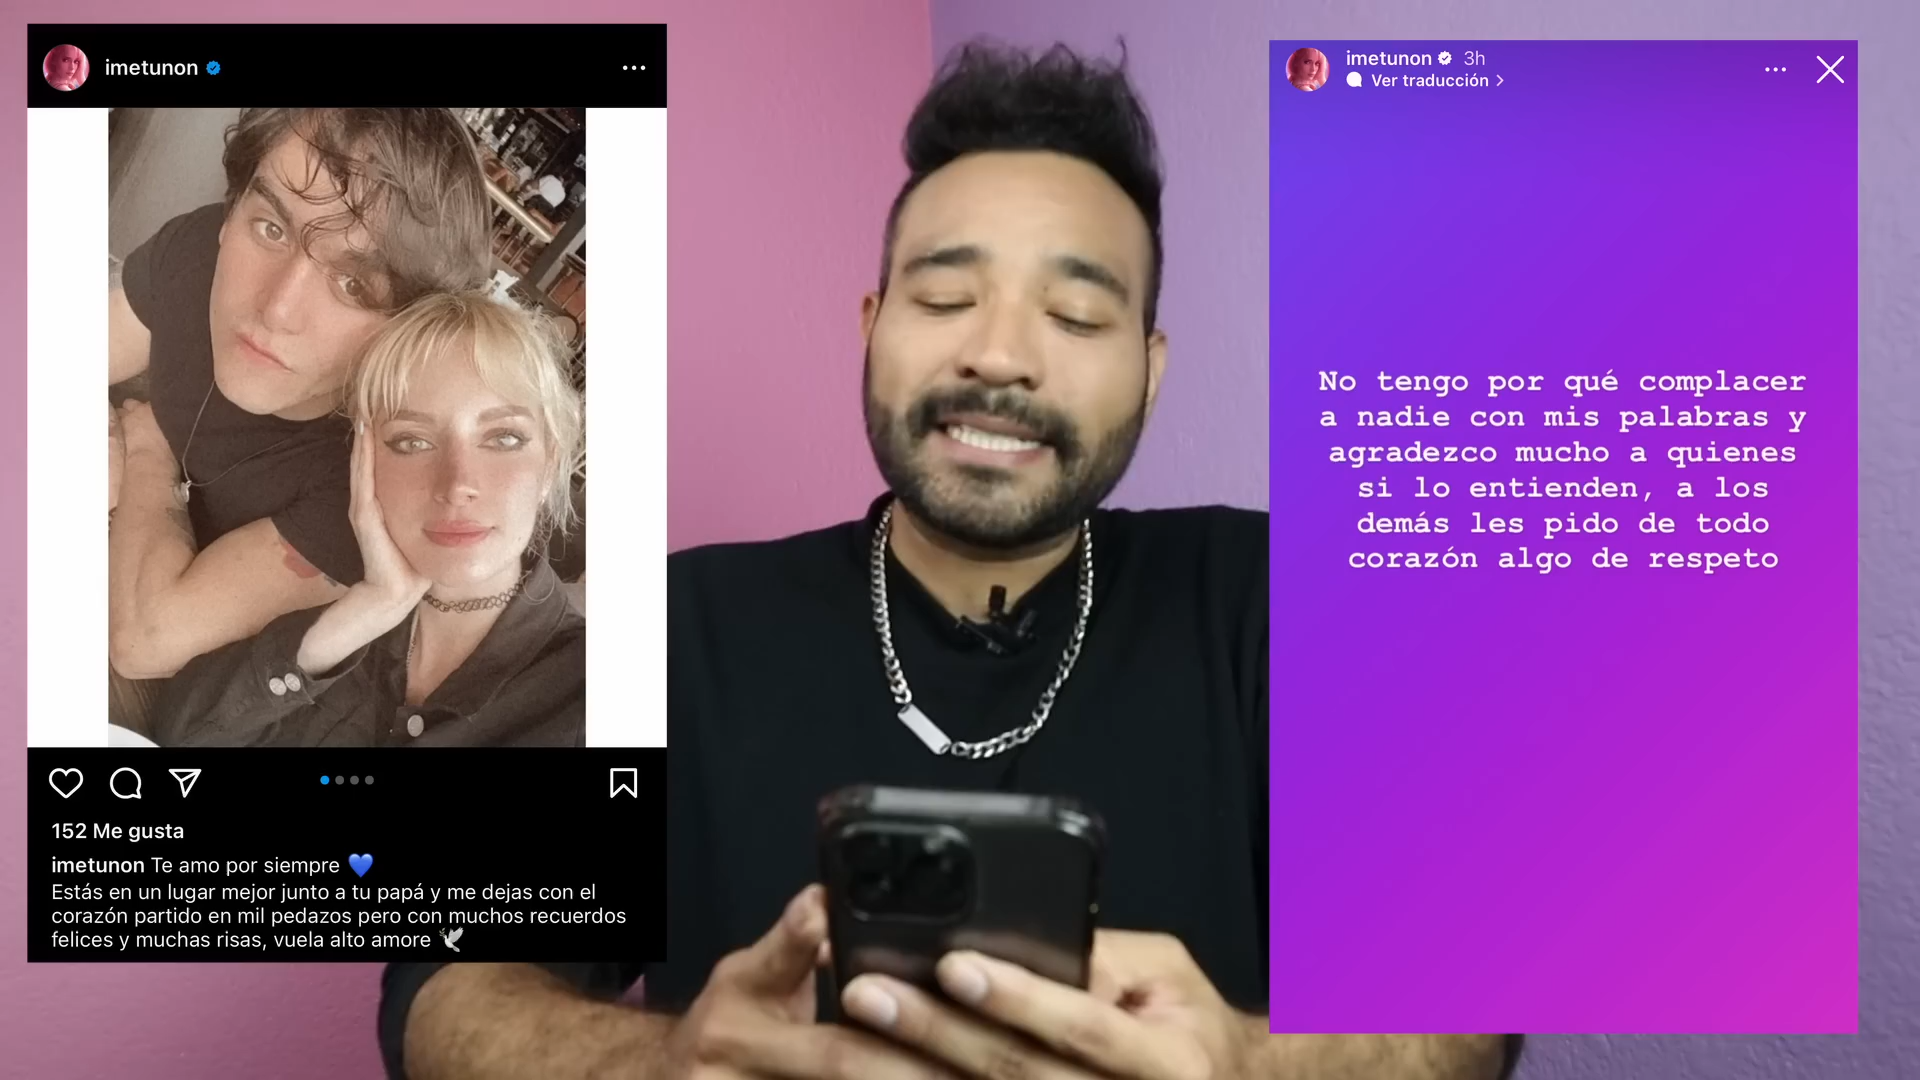 imetunon
152 Me gusta
imetunon Te amo por siempre 💙
Estás en un lugar mejor junto a tu papá y me dejas con el
corazón partido en mil pedazos pero con muchos recuerdos
felices y muchas risas, vuela alto amore 🕊️
imetunon 3h
Ver traducción
No tengo por qué complacer
a nadie con mis palabras y
agradezco mucho a quienes
si lo entienden, a los
demás les pido de todo
corazón algo de respeto